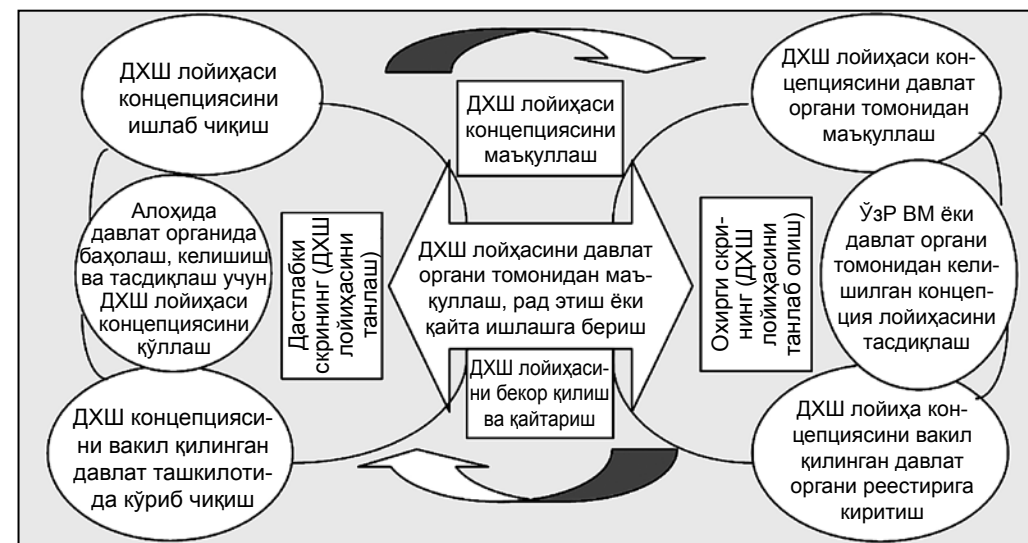 ДХШ лойиҳаси
концепциясини
ишлаб чиқиш
ДХШ лойиҳаси
концепциясини
маъқуллаш
ДХШ лойиҳаси кон-
цепциясини давлат
органи томонидан
маъқуллаш
Алоҳида
давлат органида
баҳолаш, келишиш
ва тасдиқлаш учун
ДХШ лойиҳаси
концепциясини
қўллаш
Дастлабки
скрининг (ДХШ
лойиҳасини
танлаш)
ДХШ лойҳасини давлат
органи томонидан маъ-
қуллаш, рад этиш ёки
қайта ишлашга бериш
Охирги скри-
нинг (ДХШ
лойиҳасини
танлаб олиш)
ЎзР ВМ ёки
давлат органи
томонидан кели-
шилган концеп-
ция лойиҳасини
тасдиқлаш
ДХШ концепцияси-
ни вакил қилинган
давлат ташкилоти-
да кўриб чиқиш
ДХШ лойиҳаси-
ни бекор қилиш
ва қайтариш
ДХШ лойиҳа кон-
цепциясини вакил
қилинган давлат
органи реестирига
киритиш